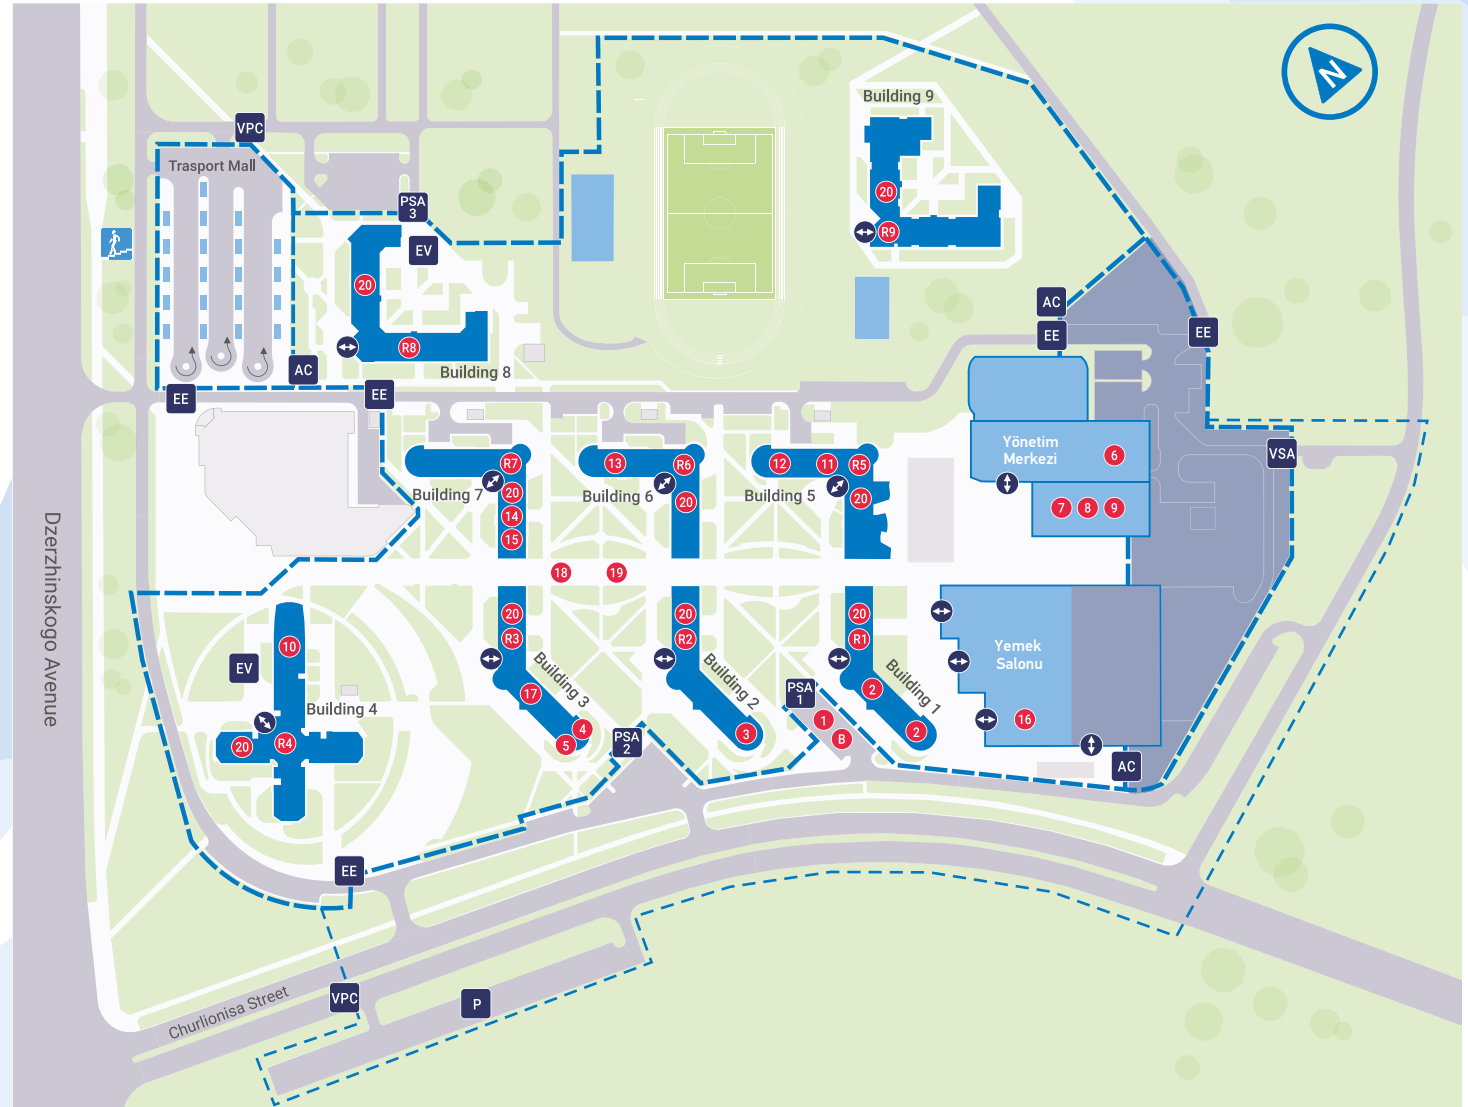 N
Building 9
VPC
Trasport Mall
20
PSA
3
R9
EV
20
AC
EE
EE
R8
AC
Building 8
EE
EE
Yönetim
Merkezi
6
VSA
R7
13
R6
12
11
R5
Building 7
20
Building 6
20
Building 5
20
14
15
7
8
9
Dzerzhinskogo Avenue
18
19
20
R3
20
R2
20
R1
10
EV
Yemek
Salonu
Building 3
Building 2
Building 1
17
PSA
1
2
Building 4
20
R4
4
5
PSA
2
3
1
B
2
16
AC
EE
VPC
P
Churlionisa Street